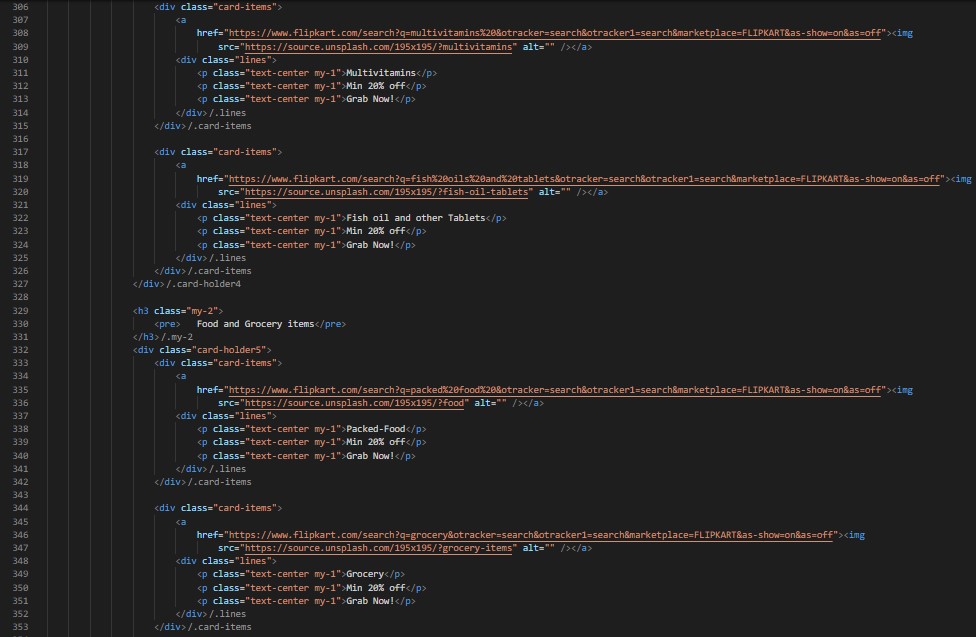 306 <div class="card-items">
307 <a
308 href="https://www.flipkart.com/search?q=multivitamins%20&otracker=search&otracker1=search&marketplace=FLIPKART&as-show=on&as=off"><img
309 src="https://source.unsplash.com/195x195/?multivitamins" alt="" /></a>
310 <div class="lines">
311 <p class="text-center my-1">Multivitamins</p>
312 <p class="text-center my-1">Min 20% off</p>
313 <p class="text-center my-1">Grab Now!</p>
314 </div>/.lines
315 </div>/.card-items
316
317 <div class="card-items">
318 <a
319 href="https://www.flipkart.com/search?q=fish%20oils%20and%20tablets&otracker=search&otracker1=search&marketplace=FLIPKART&as-show=on&as=off"><img
320 src="https://source.unsplash.com/195x195/?fish-oil-tablets" alt="" /></a>
321 <div class="lines">
322 <p class="text-center my-1">Fish oil and other Tablets</p>
323 <p class="text-center my-1">Min 20% off</p>
324 <p class="text-center my-1">Grab Now!</p>
325 </div>/.lines
326 </div>/.card-items
327 </div>/.card-holder4
328
329 <h3 class="my-2">
330 <pre>   Food and Grocery items</pre>
331 </h3>/.my-2
332 <div class="card-holder5">
333 <div class="card-items">
334 <a
335 href="https://www.flipkart.com/search?q=packed%20food%20&otracker=search&otracker1=search&marketplace=FLIPKART&as-show=on&as=off"><img
336 src="https://source.unsplash.com/195x195/?food" alt="" /></a>
337 <div class="lines">
338 <p class="text-center my-1">Packed-Food</p>
339 <p class="text-center my-1">Min 20% off</p>
340 <p class="text-center my-1">Grab Now!</p>
341 </div>/.lines
342 </div>/.card-items
343
344 <div class="card-items">
345 <a
346 href="https://www.flipkart.com/search?q=grocery&otracker=search&otracker1=search&marketplace=FLIPKART&as-show=on&as=off"><img
347 src="https://source.unsplash.com/195x195/?grocery-items" alt="" /></a>
348 <div class="lines">
349 <p class="text-center my-1">Grocery</p>
350 <p class="text-center my-1">Min 20% off</p>
351 <p class="text-center my-1">Grab Now!</p>
352 </div>/.lines
353 </div>/.card-items